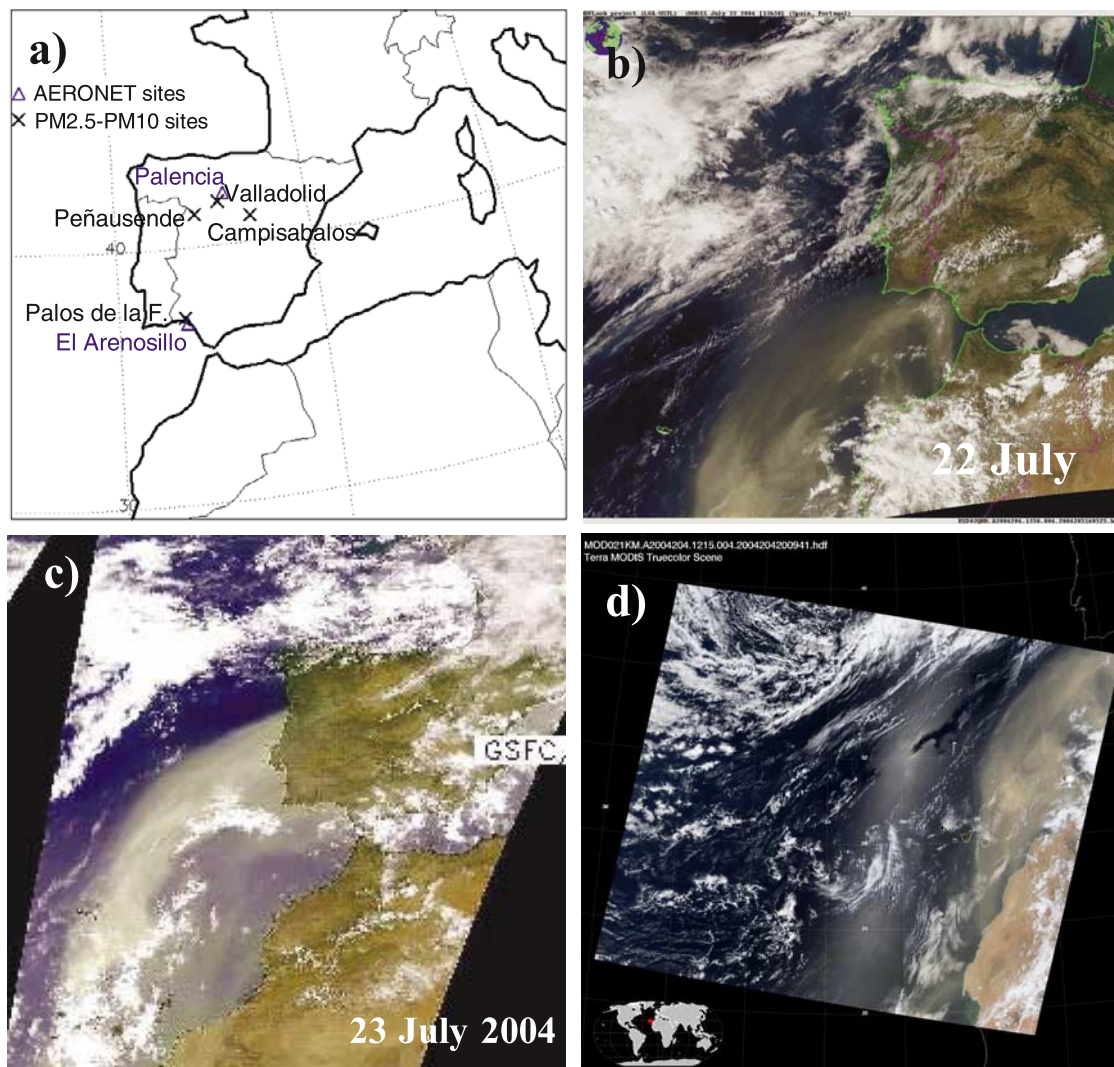 a)
AERONET sites
PM2.5-PM10 sites
Palencia
Valladolid
Peñausende
Campisabalos
40
Palos de la F.
El Arenosillo
30
b)
22 July
c)
GSFC,
23 July 2004
MOD021KM.A2004204.1215.004.2004204200941.hdf
Terra MODIS Truecolor Scene
d)